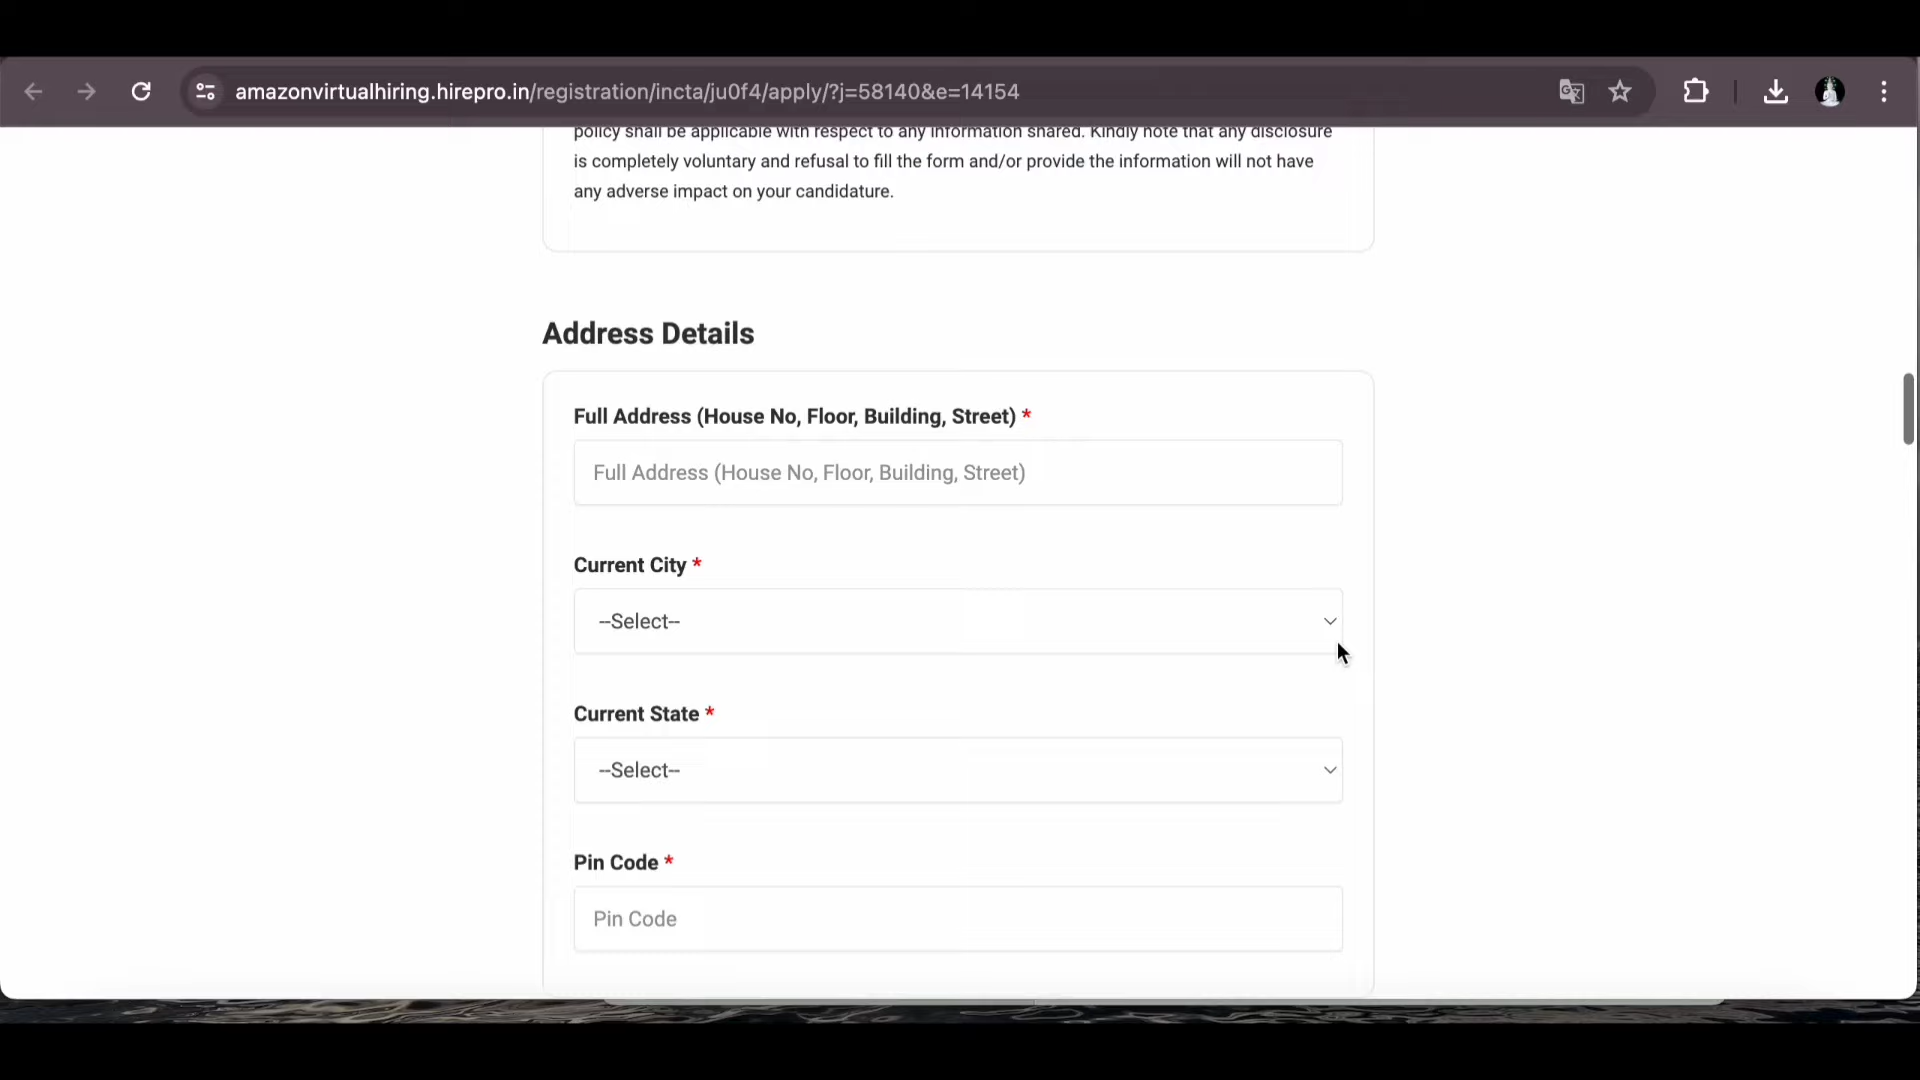 amazonvirtualhiring.hirepro.in/registration/incta/ju0f4/apply/?j=58140&e=14154
policy shall be applicable with respect to any information shared. Kindly note that any disclosure
is completely voluntary and refusal to fill the form and/or provide the information will not have
any adverse impact on your candidature.
Address Details
Full Address (House No, Floor, Building, Street) *
Full Address (House No, Floor, Building, Street)
Current City *
--Select--
Current State *
--Select--
Pin Code *
Pin Code